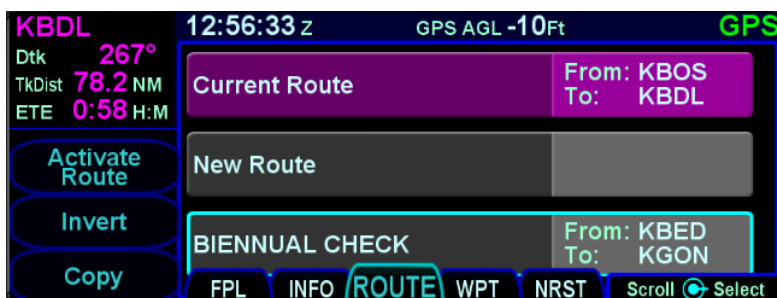 KBDL
Dtk 267°
TkDist 78.2 NM
ETE 0:58 H:M
12:56:33 Z GPS AGL -10Ft GPS
Current Route From: KBOS
To: KBDL
Activate
Route
New Route
Invert
BIENNUAL CHECK From: KBED
To: KGON
Copy
FPL INFO ROUTE WPT NRST Scroll Select